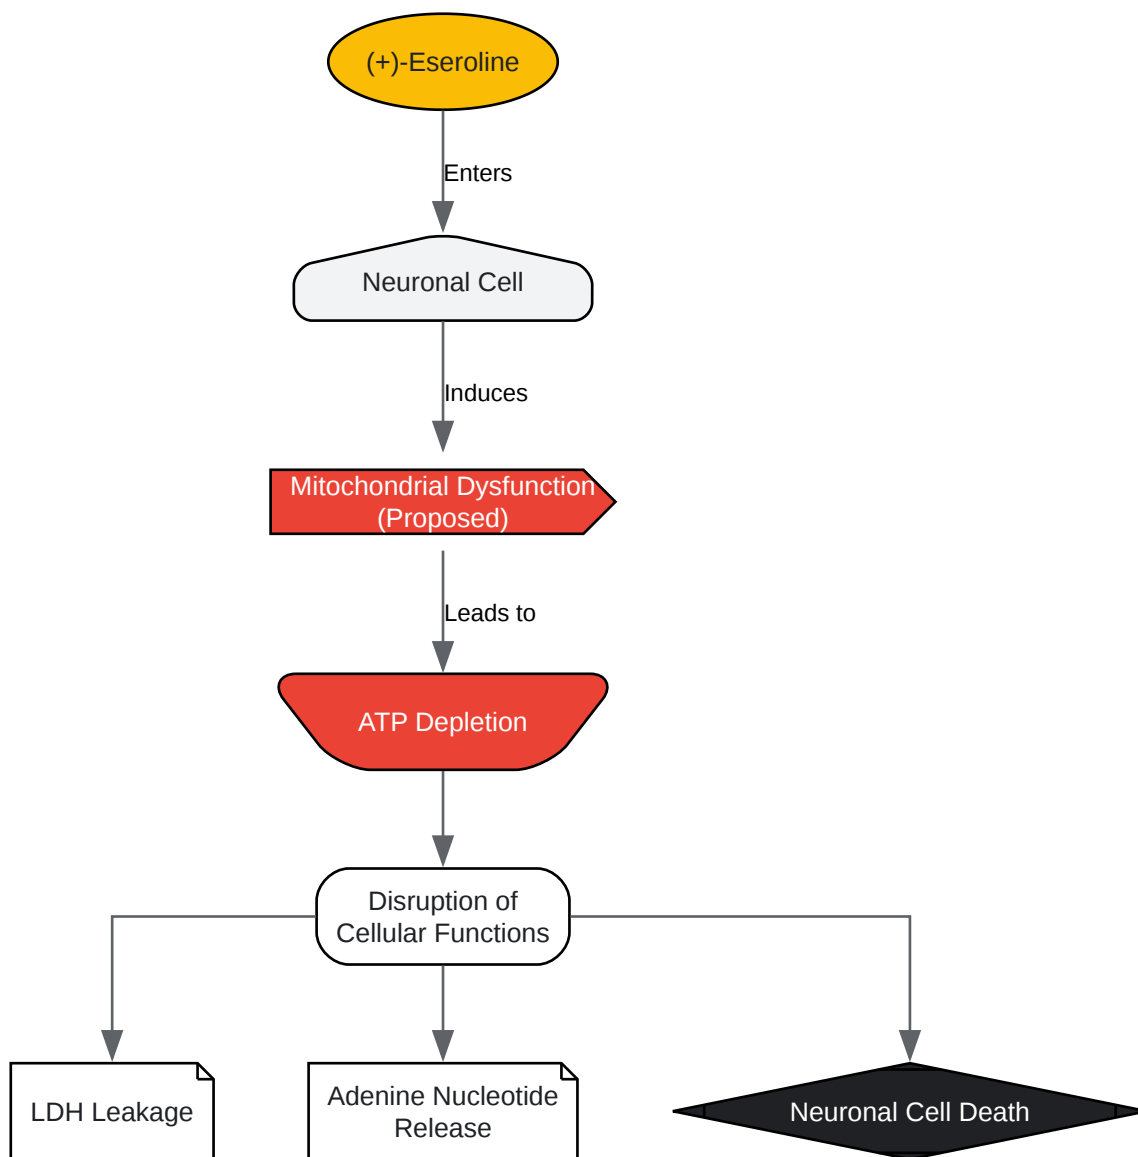 (+)-Eseroline
Enters
Neuronal Cell
Induces
Mitochondrial Dysfunction
(Proposed)
Leads to
ATP Depletion
Disruption of
Cellular Functions
LDH Leakage
Adenine Nucleotide
Release
Neuronal Cell Death